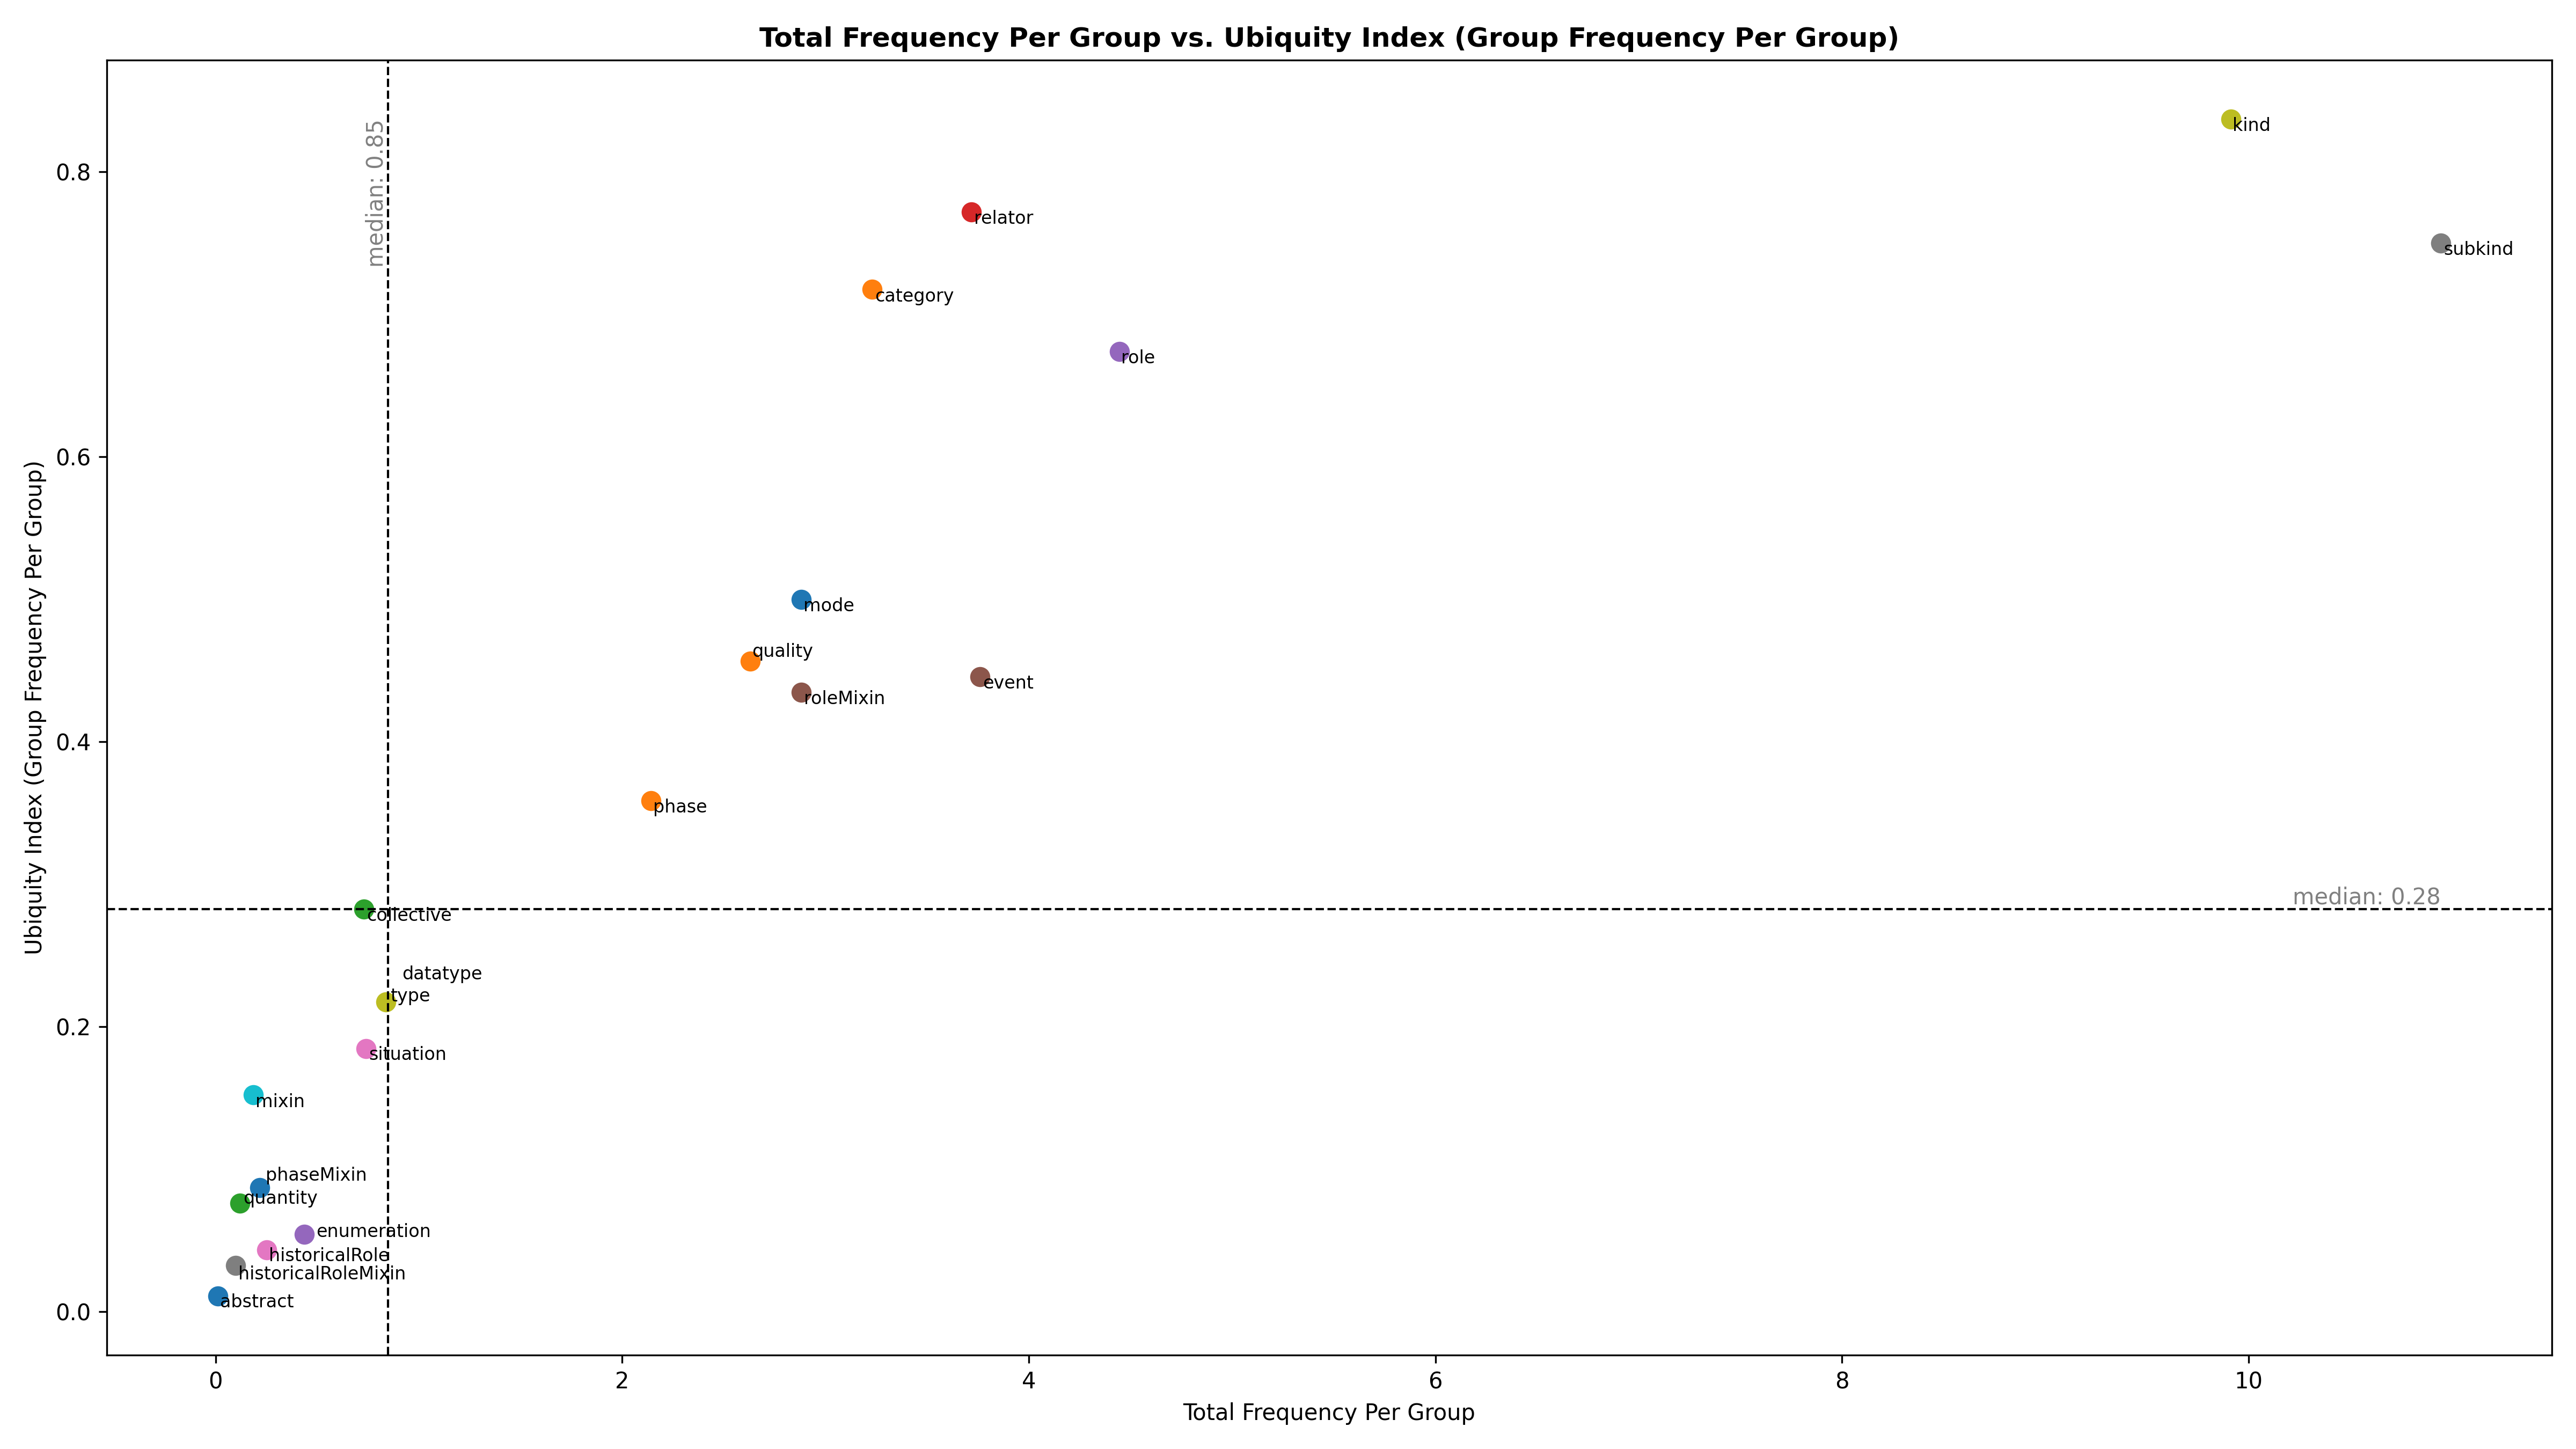 Total Frequency Per Group vs. Ubiquity Index (Group Frequency Per Group)
median: 0.85
kind
0.8
relator
subkind
category
role
0.6
mode
quality
event
roleMixin
0.4
phase
median: 0.28
collective
datatype
type
0.2
situation
mixin
phaseMixin
quantity
enumeration
historicalRole
historicalRoleMixin
abstract
0.0
Ubiquity Index (Group Frequency Per Group)
0 2 4 6 8 10
Total Frequency Per Group